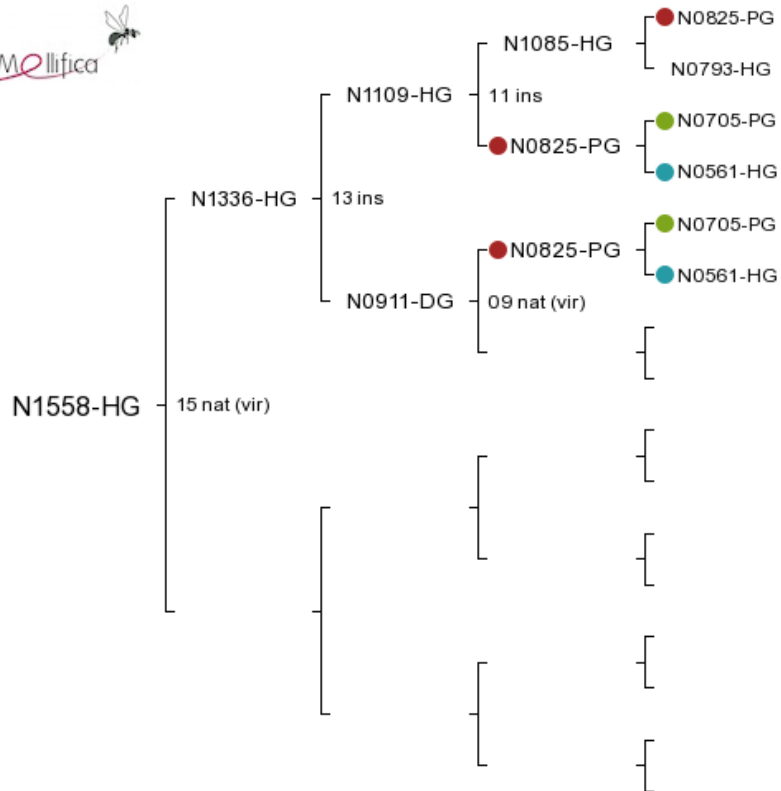 N0825-PG
N1085-HG
Mellifica
N0793-HG
N1109-HG
11 ins
N0705-PG
N0825-PG
N0561-HG
N1336-HG
13 ins
N0705-PG
N0825-PG
N0561-HG
N0911-DG
09 nat (vir)
N1558-HG
15 nat (vir)